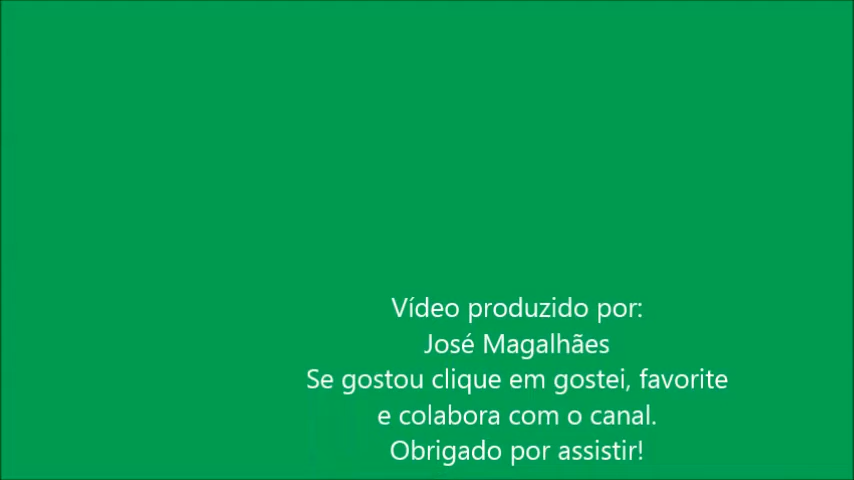 Vídeo produzido por:
José Magalhães
Se gostou clique em gostei, favorite
e colabora com o canal.
Obrigado por assistir!